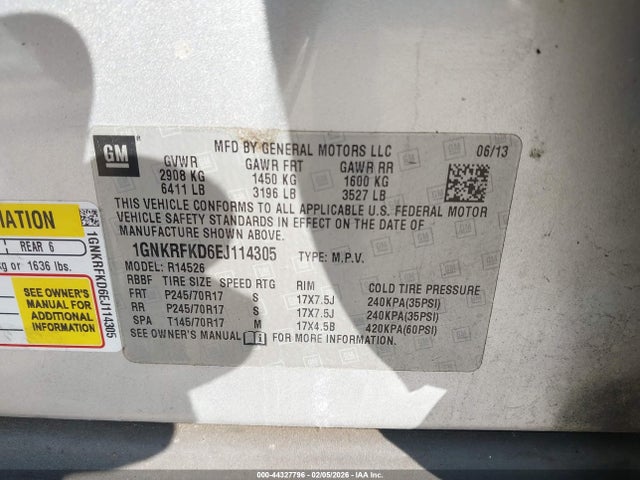 GM
MFD BY GENERAL MOTORS LLC 06/13
GVWR GAWR FRT GAWR RR
2908 KG 1450 KG 1600 KG
6411 LB 3196 LB 3527 LB
THIS VEHICLE CONFORMS TO ALL APPLICABLE U.S. FEDERAL MOTOR
VEHICLE SAFETY STANDARDS IN EFFECT ON THE DATE OF
MANUFACTURE SHOWN ABOVE.
1GNKRFKD6EJ114305 TYPE: M.P.V.
MODEL: R14526
RBBF TIRE SIZE SPEED RTG RIM COLD TIRE PRESSURE
FRT P245/70R17 S 17X7.5J 240KPA(35PSI)
RR P245/70R17 S 17X7.5J 240KPA(35PSI)
SPA T145/70R17 M 17X4.5B 420KPA(60PSI)
SEE OWNER'S MANUAL FOR MORE INFORMATION.
REAR 6
kg or 1636 lbs.
SEE OWNER'S
MANUAL FOR
ADDITIONAL
1GNKRFKD6EJ114305
000-44327796 - 02/05/2026 - IAA Inc.